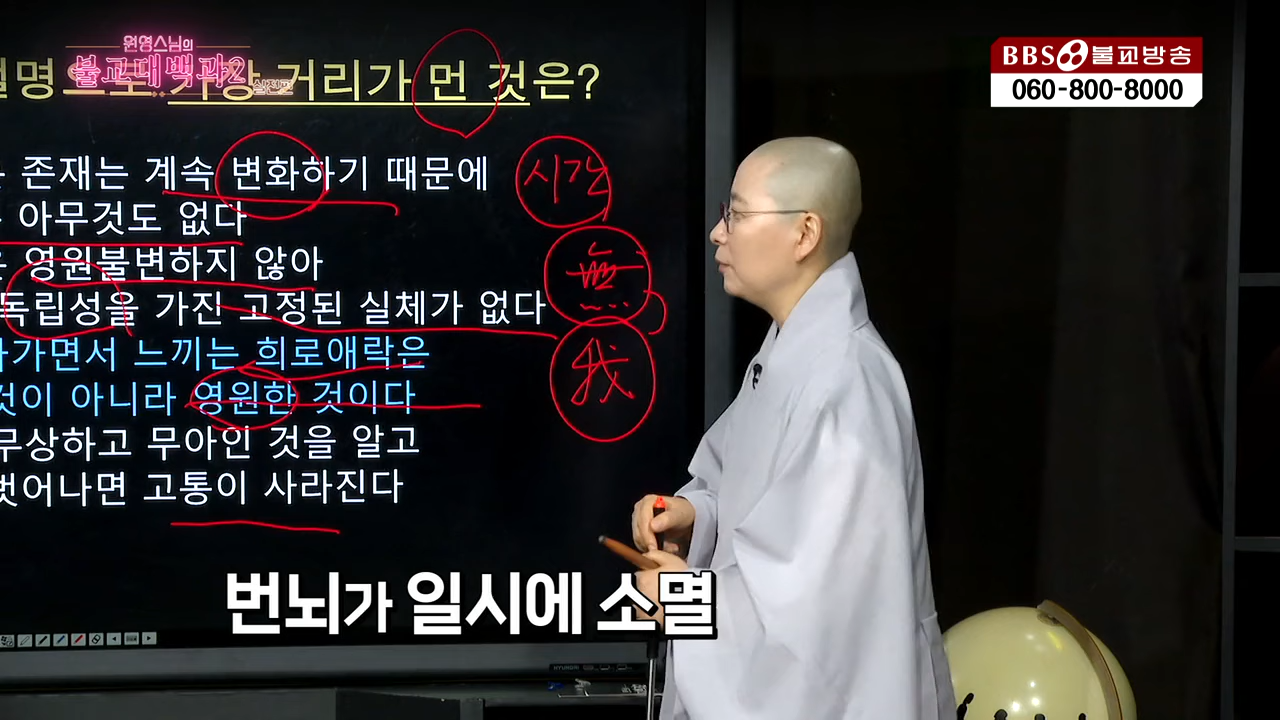 원영스님의
불교대백과2
BBS 불교방송
060-800-8000
거리가 먼 것은?
존재는 계속 변화하기 때문에
시간
아무것도 없다
영원불변하지 않아
無
독립성을 가진 고정된 실체가 없다
我
가면서 느끼는 희로애락은
것이 아니라 영원한 것이다
무상하고 무아인 것을 알고
벗어나면 고통이 사라진다
번뇌가 일시에 소멸
HYUNDAI